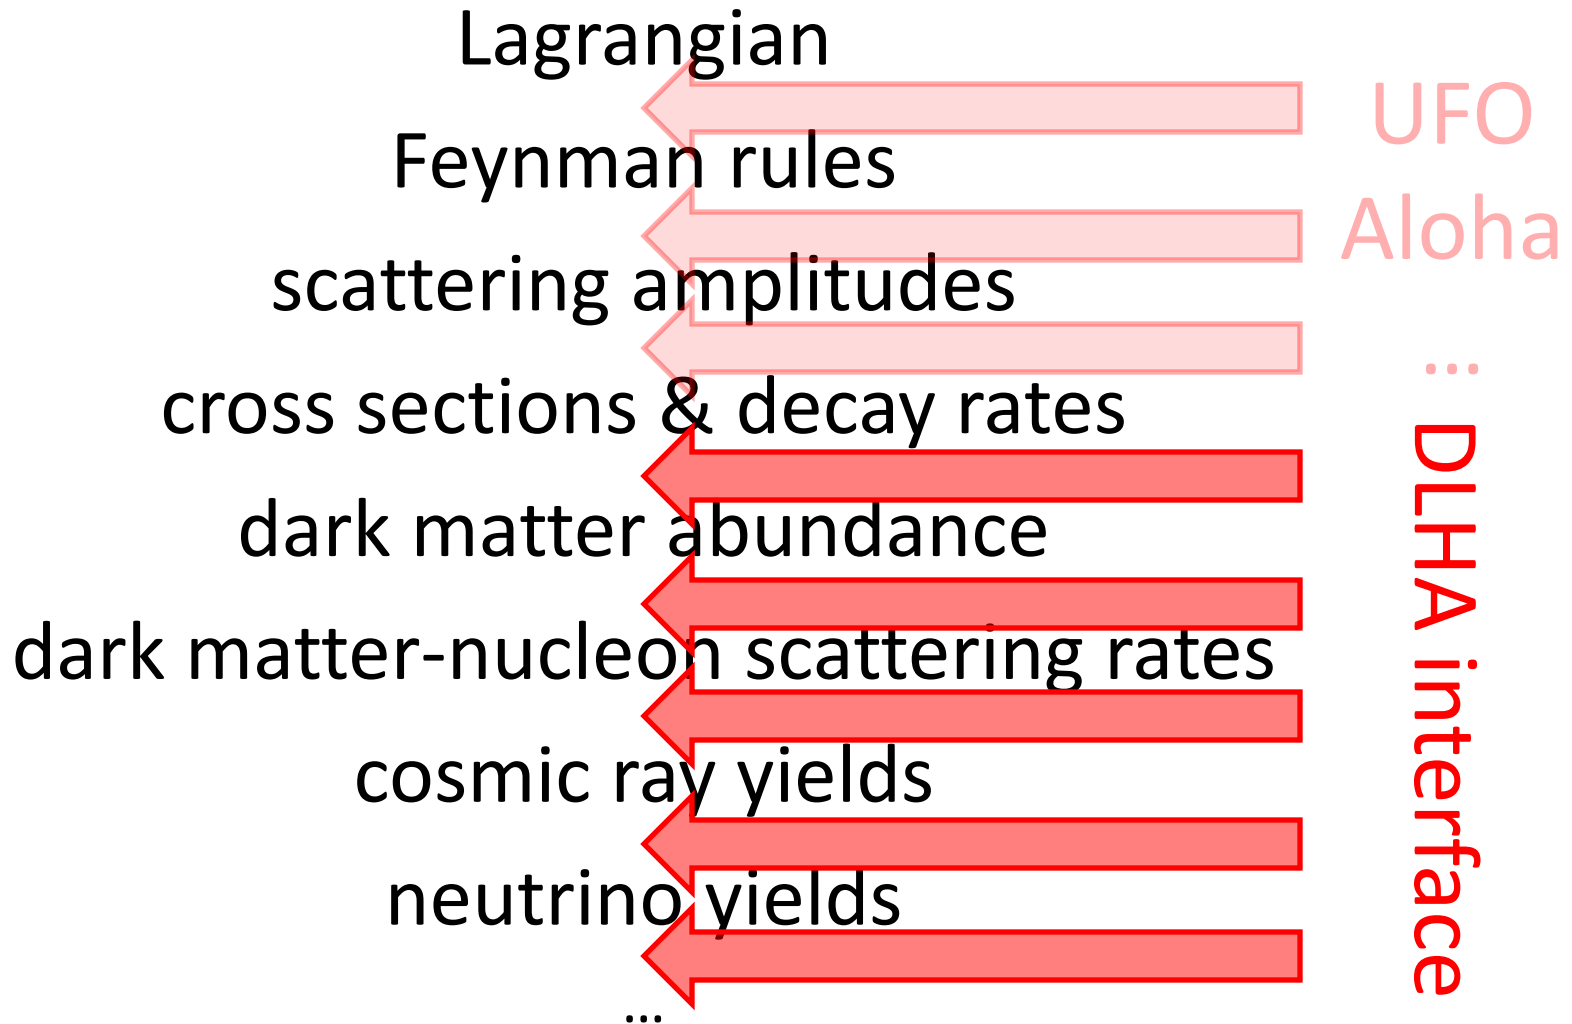 Lagrangian
UFO
Feynman rules
Aloha
scattering amplitudes
...
cross sections & decay rates
dark matter abundance
dark matter-nucleon scattering rates
cosmic ray yields
neutrino yields
...
DLHA interface